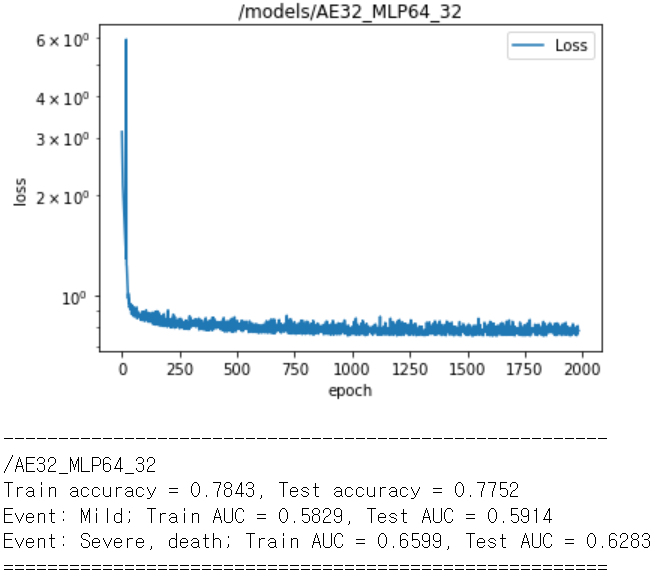 /models/AE32_MLP64_32
6 × 10⁰
4 × 10⁰
3 × 10⁰
2 × 10⁰
10⁰
loss
Loss
0 250 500 750 1000 1250 1500 1750 2000
epoch
-------------------------------------------------------
/AE32_MLP64_32
Train accuracy = 0.7843, Test accuracy = 0.7752
Event: Mild; Train AUC = 0.5829, Test AUC = 0.5914
Event: Severe, death; Train AUC = 0.6599, Test AUC = 0.6283
=======================================================